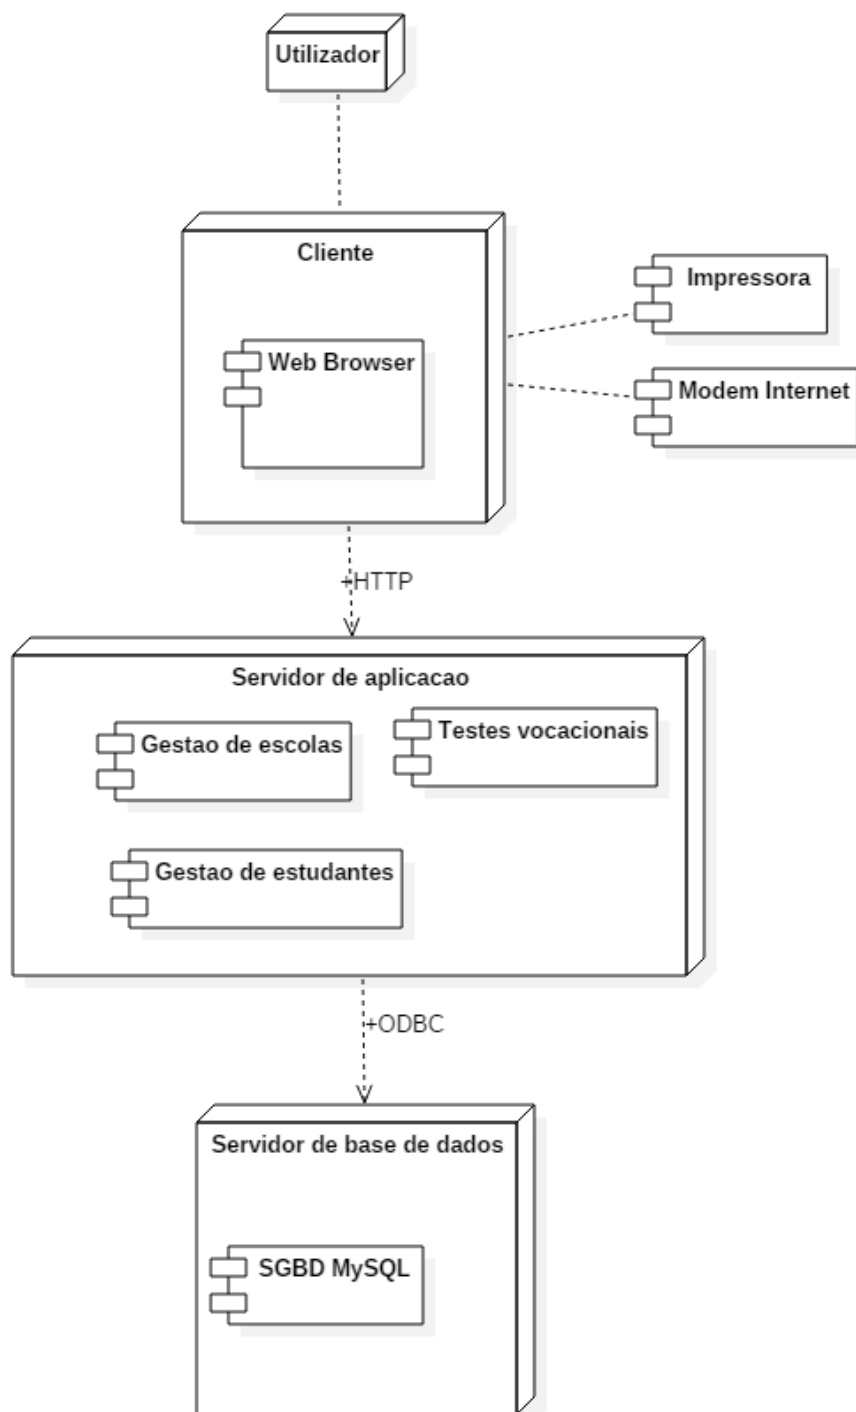 Utilizador
Cliente
Web Browser
Impressora
Modem Internet
+HTTP
Servidor de aplicacao
Gestao de escolas
Testes vocacionais
Gestao de estudantes
+ODBC
Servidor de base de dados
SGBD MySQL